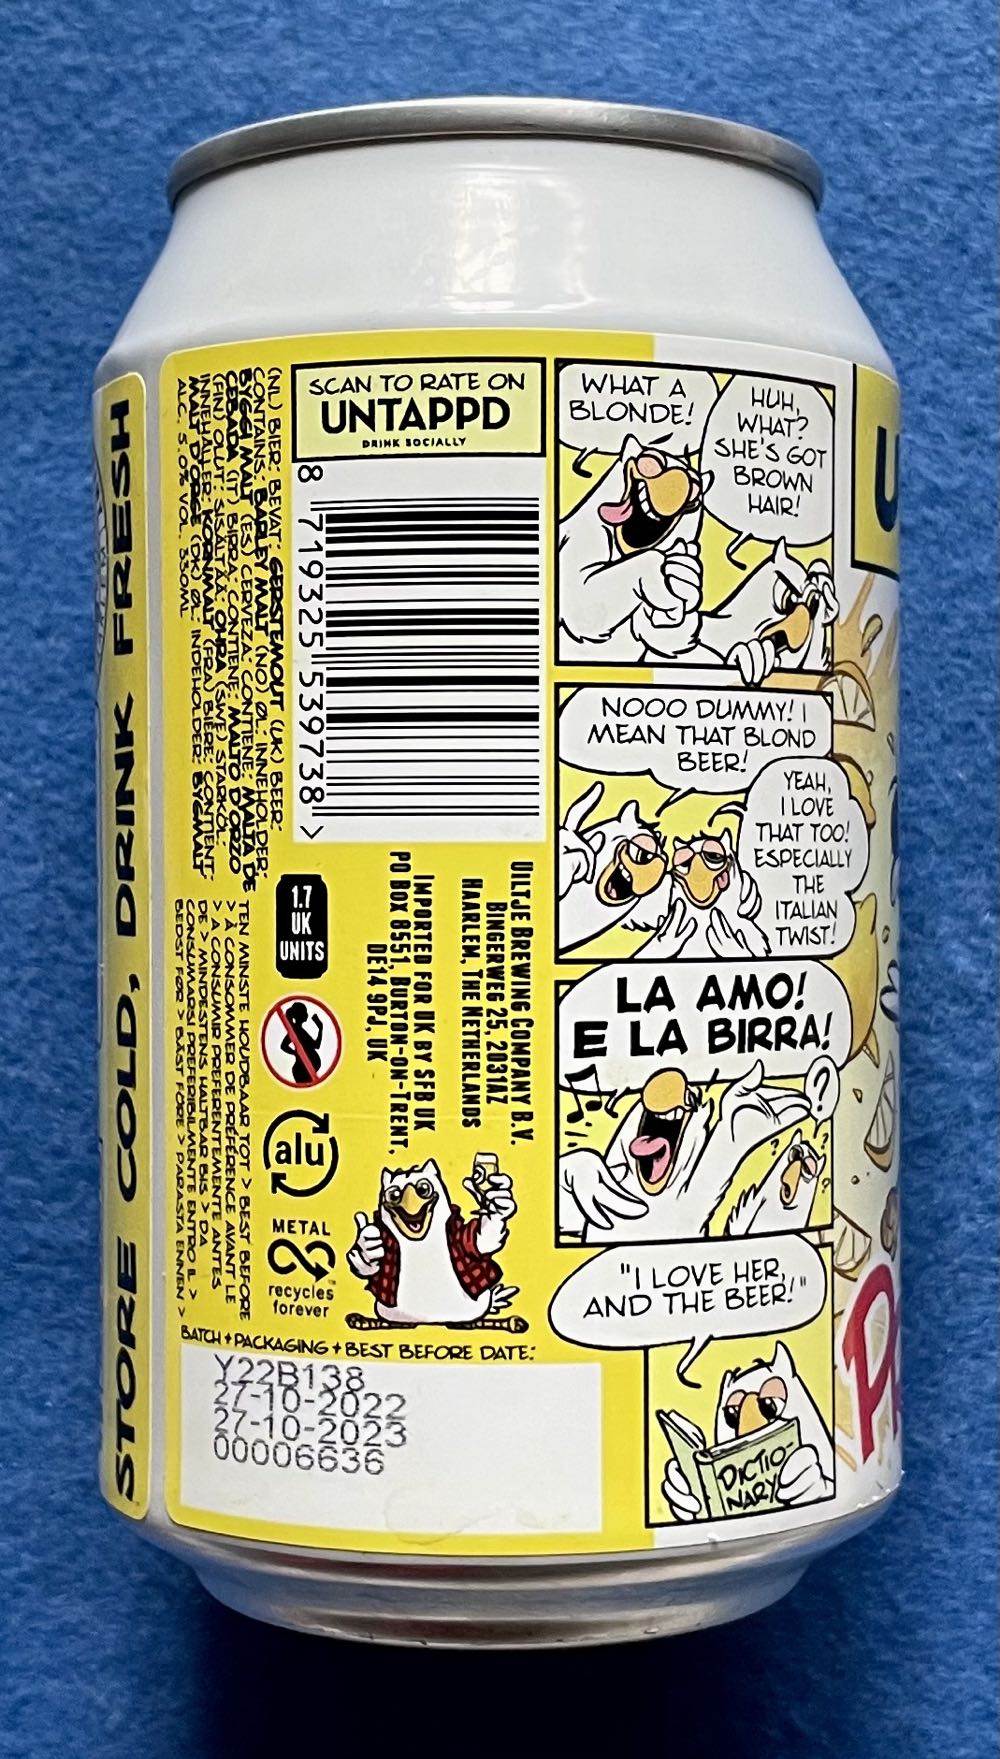 STORE COLD, DRINK FRESH
SCAN TO RATE ON
UNTAPPD
DRINK SOCIALLY
8 719325 539738 >
(NL) BIER: BEVAT: GERSTEMOUT (UK) BEER:
CONTAINS: BARLEY MALT (NO) ØL: INNEHOLDER:
BYGG MALT (ES) CERVEZA: CONTIENE: MALTA DE
CEBADA (IT) BIRRA: CONTIENE: MALTO D'ORZO
(FIN) OLUT: SISÄLTÄÄ: OHRA (SWE) STARKÖL:
INNEHÅLLER: KORNMALT (FRA) BIÈRE: CONTIENT:
MALT D'ORGE (DK) ØL: INDEHOLDER: BYGMALT
ALC. 5.0% VOL. 330ML
1.7
UK
UNITS
alu
METAL
recycles
forever
UILTJE BREWING COMPANY B.V.
BINGERWEG 25, 2031AZ
HAARLEM, THE NETHERLANDS
IMPORTED FOR UK BY SFB UK
PO BOX 8551, BURTON-ON-TRENT,
DE14 9PJ, UK
TEN MINSTE HOUDBAAR TOT > BEST BEFORE
> À CONSOMMER DE PRÉFÉRENCE AVANT LE
> A CONSUMIR PREFERENTEMENTE ANTES
DE > MINDESTENS HALTBAR BIS > DA
CONSUMARSI PREFERIBILMENTE ENTRO IL >
BEDST FØR > BÄST FÖRE > PARASTA ENNEN >
BATCH + PACKAGING + BEST BEFORE DATE:
Y22B138
27-10-2022
27-10-2023
00006636
WHAT A
BLONDE!
HUH,
WHAT?
SHE'S GOT
BROWN
HAIR!
NOOO DUMMY! I
MEAN THAT BLOND
BEER!
YEAH,
I LOVE
THAT TOO!
ESPECIALLY
THE
ITALIAN
TWIST!
LA AMO!
E LA BIRRA!
?
?
?
"I LOVE HER,
AND THE BEER!"
DICTIO-
NARY